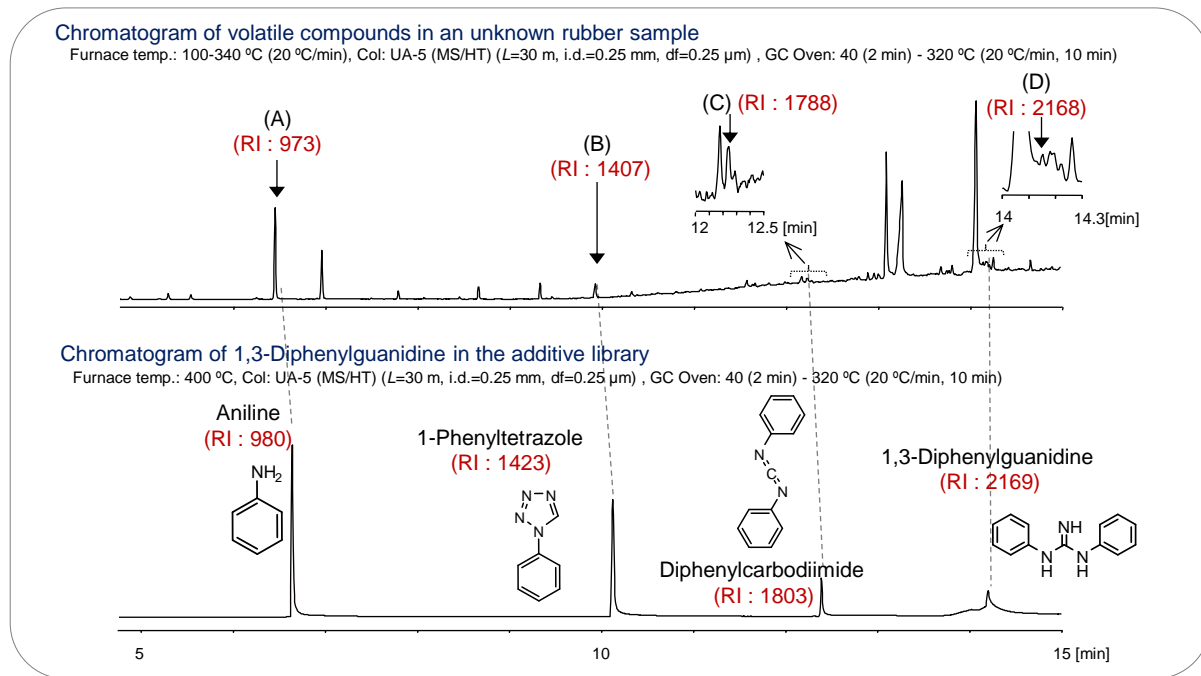 Chromatogram of volatile compounds in an unknown rubber sample
Furnace temp.: 100-340 ºC (20 ºC/min), Col: UA-5 (MS/HT) (L=30 m, i.d.=0.25 mm, df=0.25 µm) , GC Oven: 40 (2 min) - 320 ºC (20 ºC/min, 10 min)
(A)
(RI : 973)
(B)
(RI : 1407)
(C) (RI : 1788)
(D)
(RI : 2168)
12 12.5 [min]
14 14.3[min]
Chromatogram of 1,3-Diphenylguanidine in the additive library
Furnace temp.: 400 ºC, Col: UA-5 (MS/HT) (L=30 m, i.d.=0.25 mm, df=0.25 µm) , GC Oven: 40 (2 min) - 320 ºC (20 ºC/min, 10 min)
Aniline
(RI : 980)
NH2
1-Phenyltetrazole
(RI : 1423)
N N
N
N
N
C
N
Diphenylcarbodiimide
(RI : 1803)
1,3-Diphenylguanidine
(RI : 2169)
NH
N N
H H
5 10 15 [min]